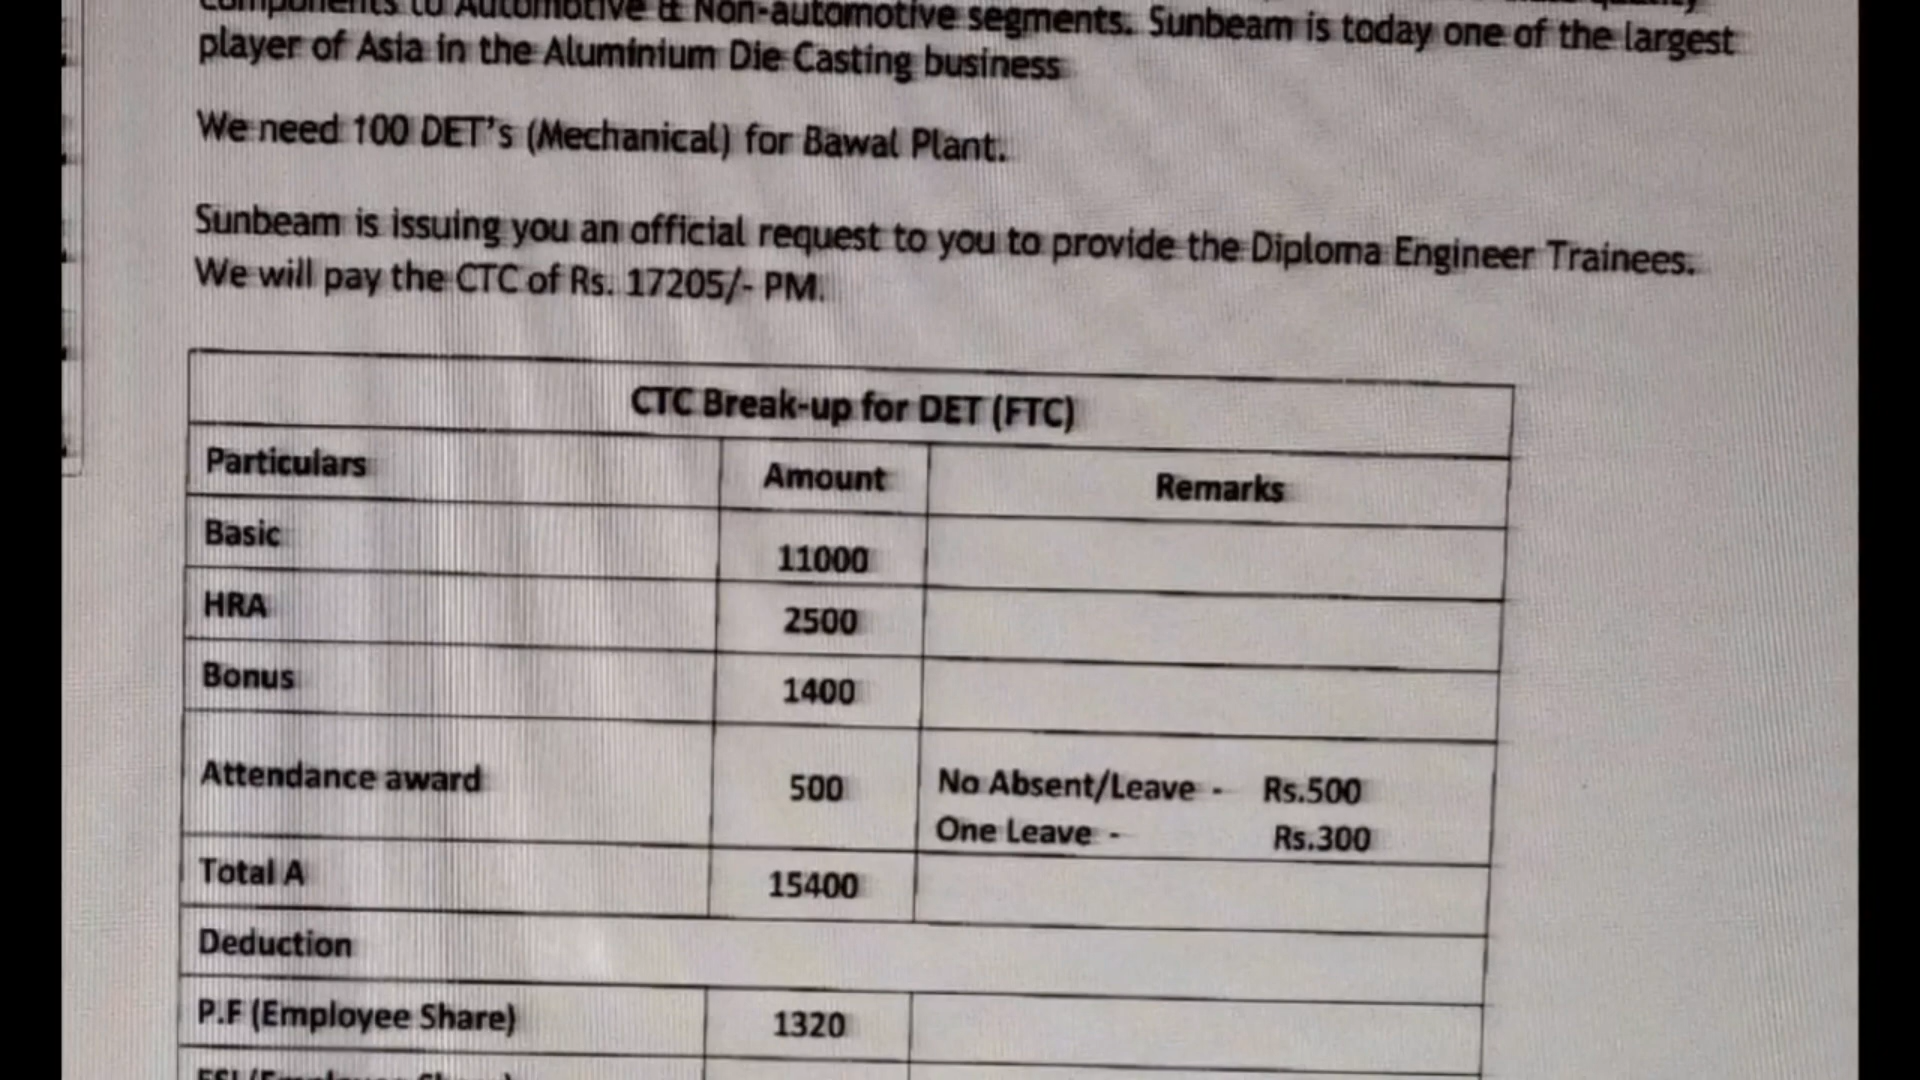 components to Automotive & Non-automotive segments. Sunbeam is today one of the largest
player of Asia in the Aluminium Die Casting business
We need 100 DET's (Mechanical) for Bawal Plant.
Sunbeam is issuing you an official request to you to provide the Diploma Engineer Trainees.
We will pay the CTC of Rs. 17205/- PM.
CTC Break-up for DET (FTC)
Particulars Amount Remarks
Basic 11000
HRA 2500
Bonus 1400
Attendance award 500 No Absent/Leave - Rs.500
One Leave - Rs.300
Total A 15400
Deduction
P.F (Employee Share) 1320